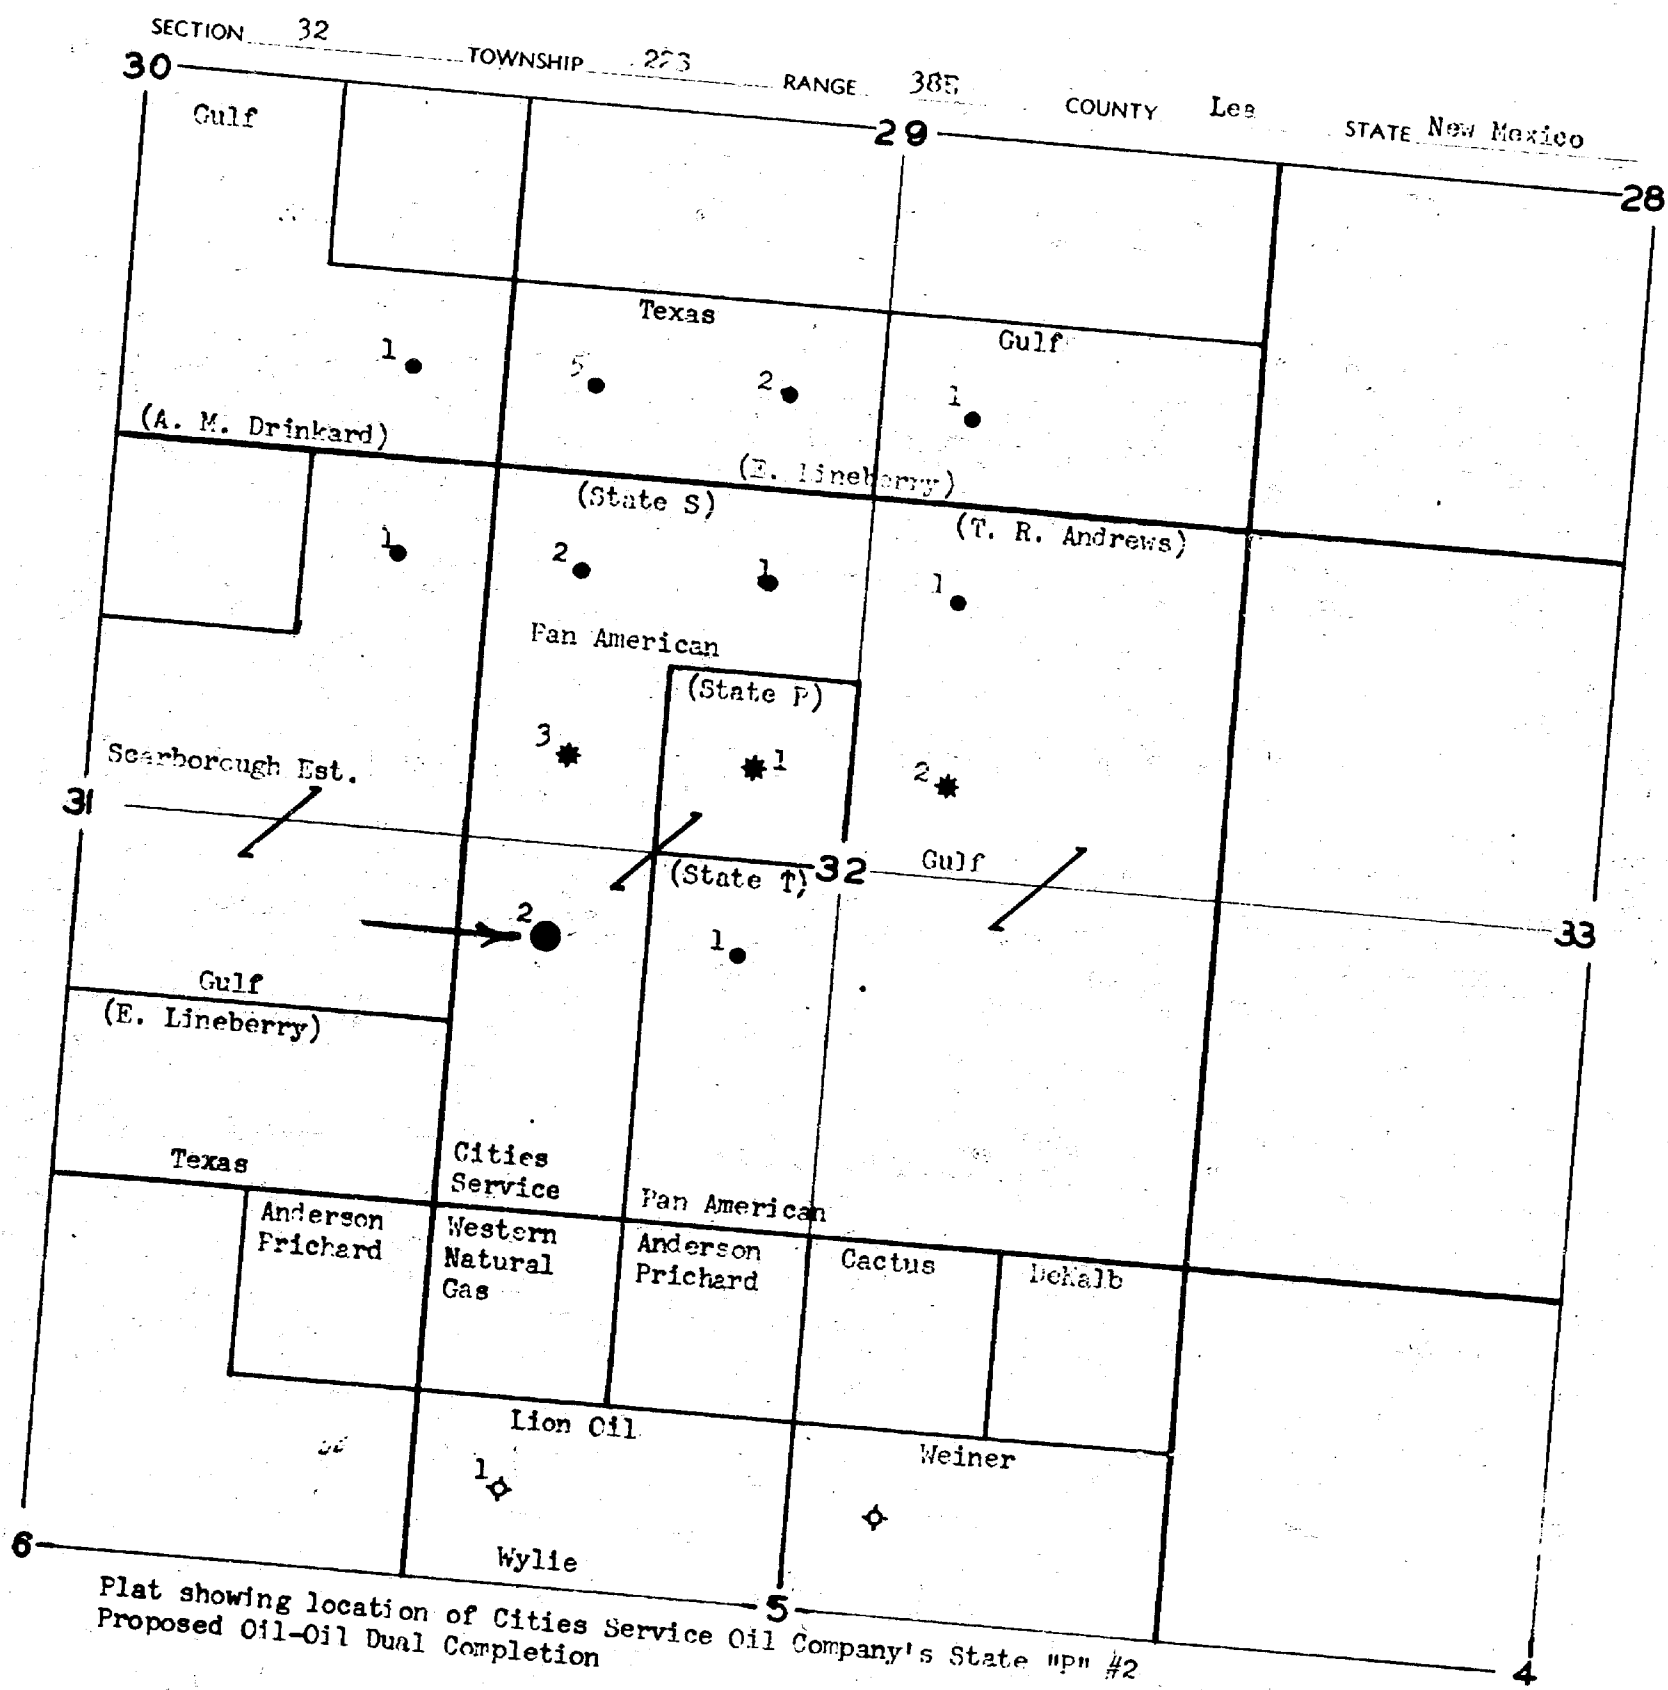 SECTION 32 TOWNSHIP RANGE 38E COUNTY Lea STATE New Mexico
30
29
28
Gulf
Texas
Gulf
1
5
2
1
(A. M. Drinkard)
(E. Lineberry)
(State S)
(T. R. Andrews)
1
2
1
1
Pan American
(State P)
3
1
2
Scarborough Est.
31
32
33
Gulf
(State T)
2
1
Gulf
(E. Lineberry)
Texas
Cities
Service
Pan American
Anderson
Prichard
Western
Natural
Gas
Anderson
Prichard
Cactus
DeKalb
Lion Oil
Weiner
1
Wylie
6
5
4
Plat showing location of Cities Service Oil Company's State "P" #2
Proposed Oil-Oil Dual Completion